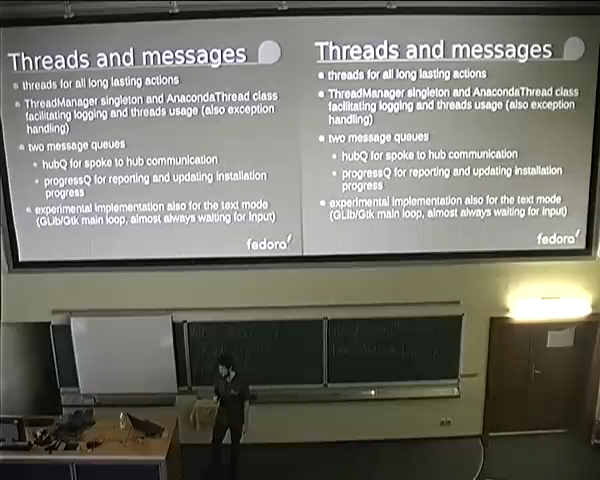 Threads and messages
threads for all long lasting actions
ThreadManager singleton and AnacondaThread class
facilitating logging and threads usage (also exception
handling)
two message queues
hubQ for spoke to hub communication
progressQ for reporting and updating installation
progress
experimental implementation also for the text mode
(GLib/Gtk main loop, almost always waiting for input)
fedora
Threads and messages
threads for all long lasting actions
ThreadManager singleton and AnacondaThread class
facilitating logging and threads usage (also exception
handling)
two message queues
hubQ for spoke to hub communication
progressQ for reporting and updating installation
progress
experimental implementation also for the text mode
(GLib/Gtk main loop, almost always waiting for input)
fedora